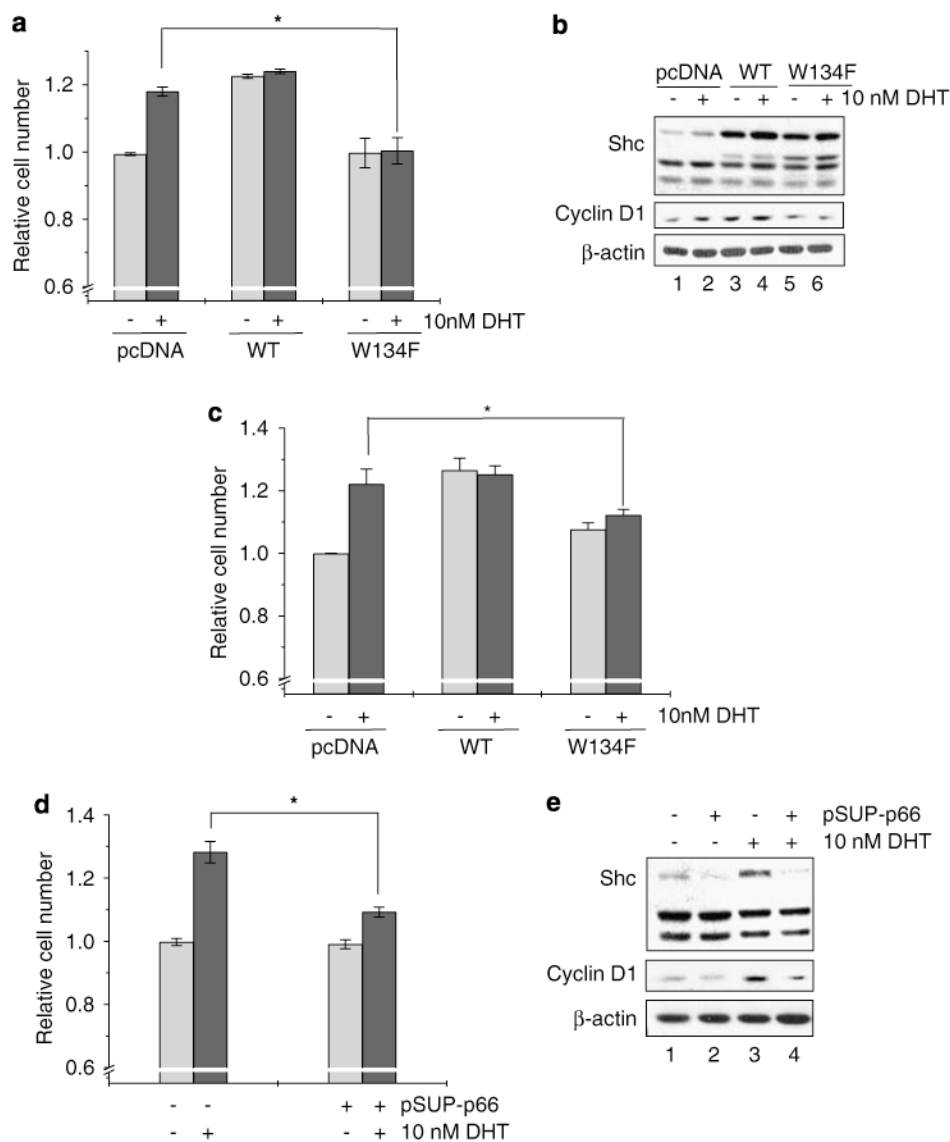 a
*
Relative cell number
1.2
1.0
0.8
0.6
- + - + - + 10nM DHT
pcDNA WT W134F
b
pcDNA WT W134F
- + - + - + 10 nM DHT
Shc
Cyclin D1
β-actin
1 2 3 4 5 6
c
*
Relative cell number
1.4
1.2
1.0
0.8
0.6
- + - + - + 10nM DHT
pcDNA WT W134F
d
*
Relative cell number
1.4
1.2
1.0
0.8
0.6
- - + + pSUP-p66
- + - + 10 nM DHT
e
- + - + pSUP-p66
- - + + 10 nM DHT
Shc
Cyclin D1
β-actin
1 2 3 4